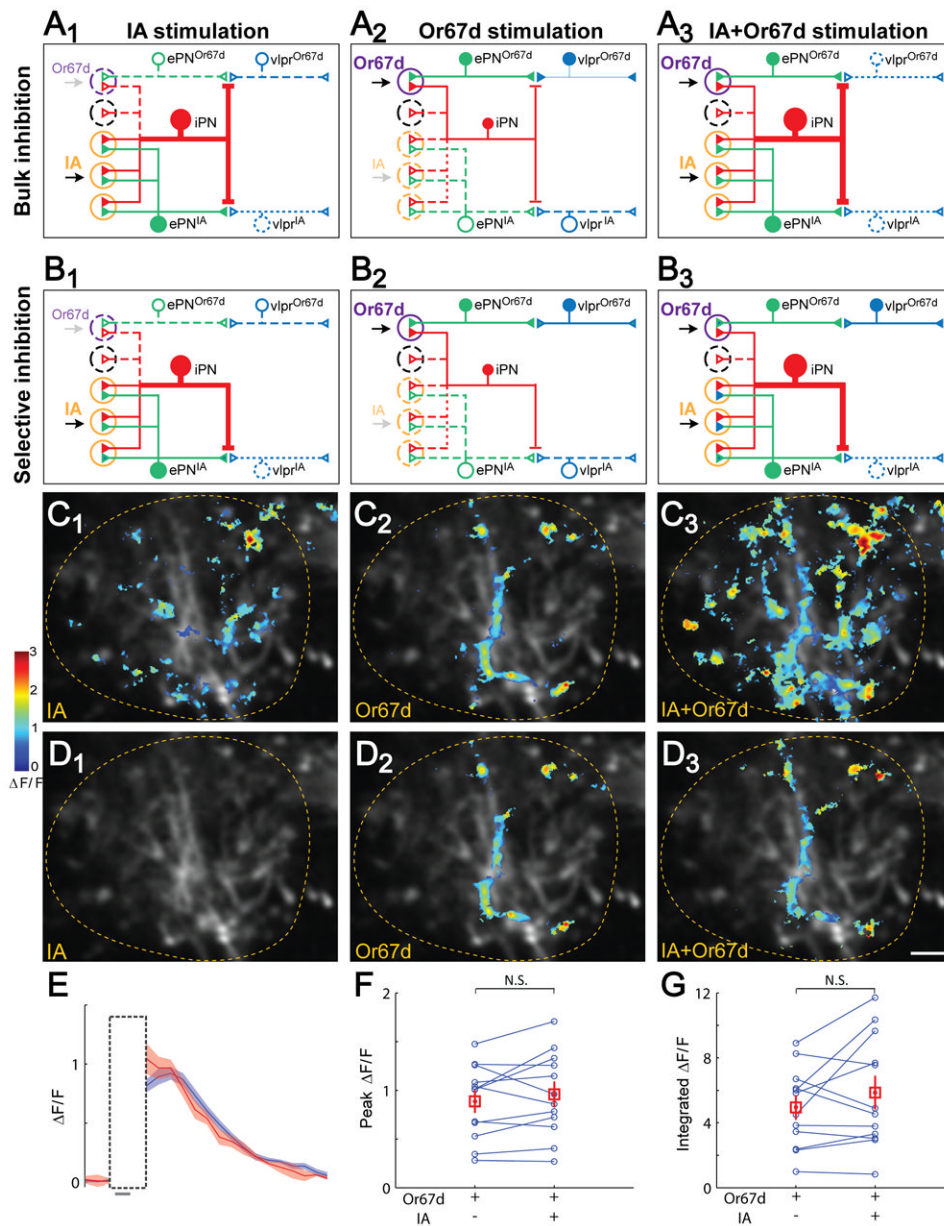 A1 IA stimulation
A2 Or67d stimulation
A3 IA+Or67d stimulation
Bulk inhibition
Or67d
ePNOr67d
vlprOr67d
iPN
IA
ePNIA
vlprIA
Or67d
ePNOr67d
vlprOr67d
iPN
IA
ePNIA
vlprIA
Or67d
ePNOr67d
vlprOr67d
iPN
IA
ePNIA
vlprIA
B1
B2
B3
Selective inhibition
Or67d
ePNOr67d
vlprOr67d
iPN
IA
ePNIA
vlprIA
Or67d
ePNOr67d
vlprOr67d
iPN
IA
ePNIA
vlprIA
Or67d
ePNOr67d
vlprOr67d
iPN
IA
ePNIA
vlprIA
C1
IA
C2
Or67d
C3
IA+Or67d
3
2
1
0
ΔF/F
D1
IA
D2
Or67d
D3
IA+Or67d
E
ΔF/F
1
0
F
N.S.
Peak ΔF/F
2
1
0
Or67d + +
IA - +
G
N.S.
Integrated ΔF/F
12
8
4
0
+ +
- +